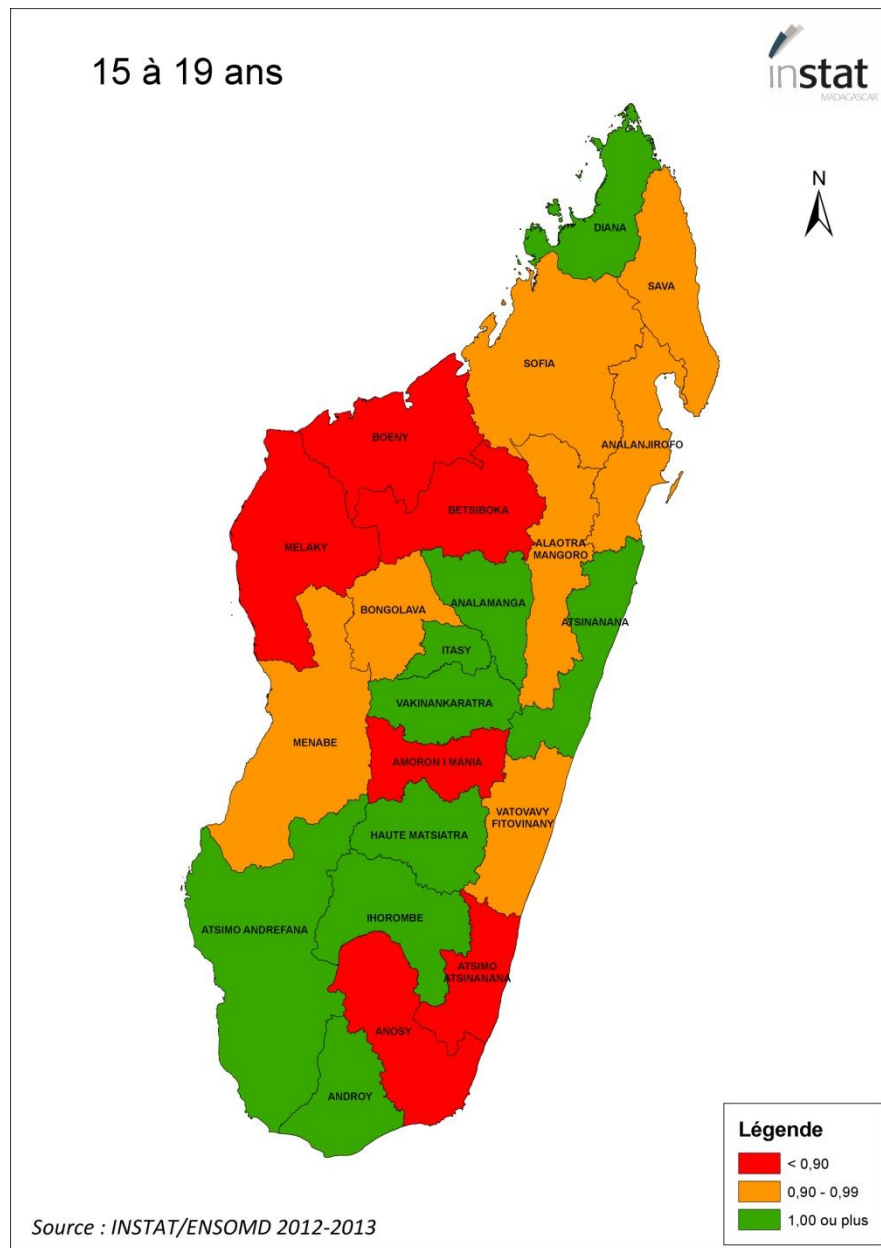 15 à 19 ans
instat
MADAGASCAR
N
DIANA
SAVA
SOFIA
ANALANJIROFO
BOENY
BETSIBOKA
MELAKY
ALAOTRA
MANGORO
BONGOLAVA
ANALAMANGA
ATSINANANA
ITASY
VAKINANKARATRA
MENABE
AMORON I MANIA
VATOVAVY
FITOVINANY
HAUTE MATSIATRA
IHOROMBE
ATSIMO ANDREFANA
ATSIMO
ATSINANANA
ANOSY
ANDROY
Légende
< 0,90
0,90 - 0,99
1,00 ou plus
Source : INSTAT/ENSOMD 2012-2013